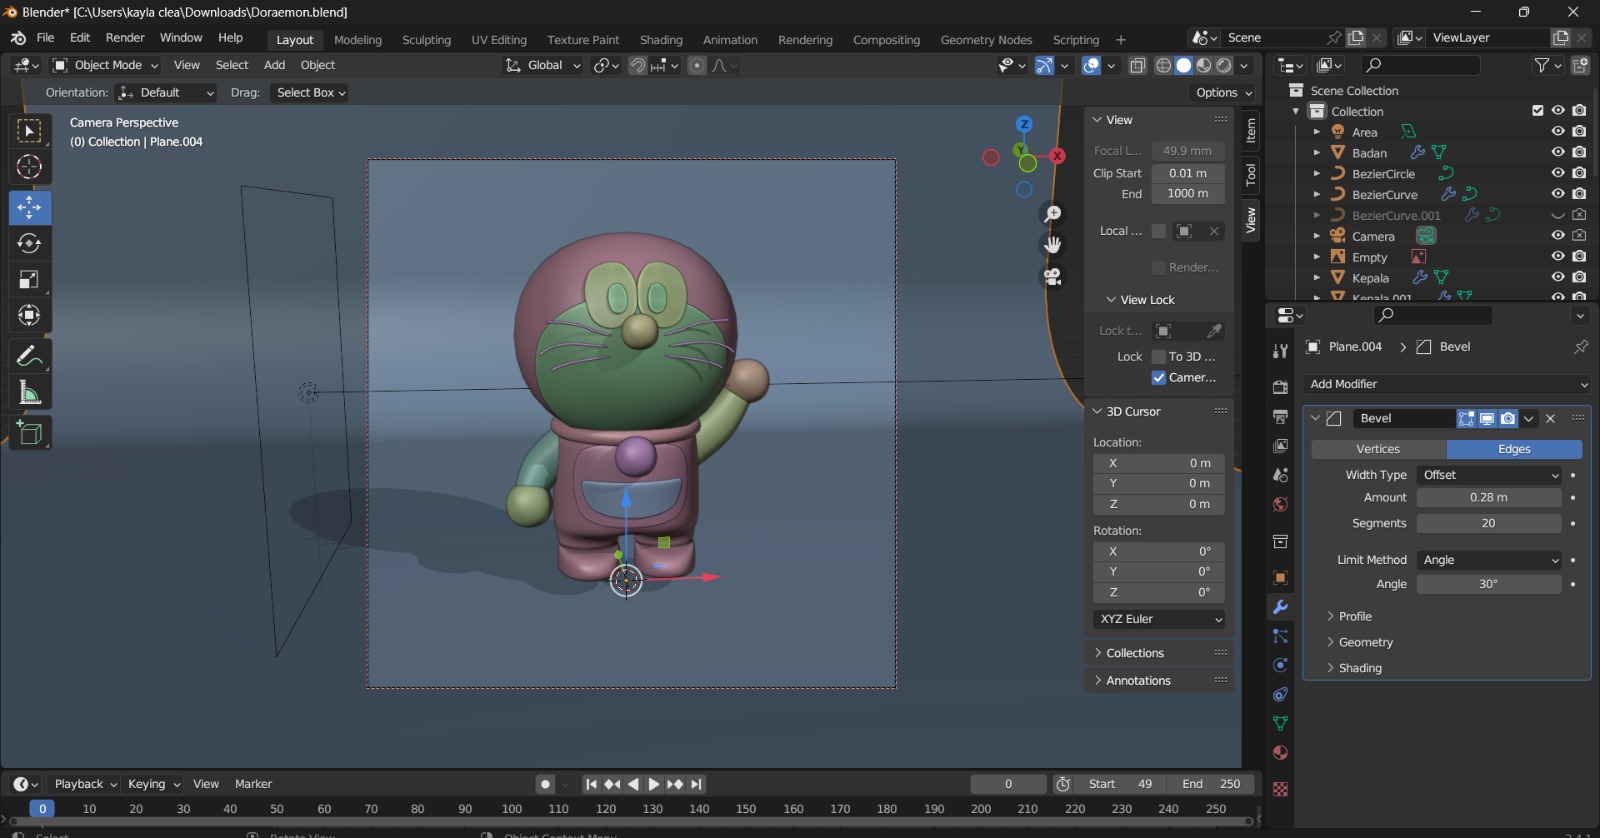 Blender* [C:\Users\kayla clea\Downloads\Doraemon.blend]
File Edit Render Window Help Layout Modeling Sculpting UV Editing Texture Paint Shading Animation Rendering Compositing Geometry Nodes Scripting + Scene ViewLayer
Object Mode View Select Add Object Global
Orientation: Default Drag: Select Box Options
Camera Perspective
(0) Collection | Plane.004
Z
Y
X
View
Focal L... 49.9 mm
Clip Start 0.01 m
End 1000 m
Local ...
Render...
View Lock
Lock t...
Lock To 3D ...
Camer...
3D Cursor
Location:
X 0 m
Y 0 m
Z 0 m
Rotation:
X 0°
Y 0°
Z 0°
XYZ Euler
Collections
Annotations
Item
Tool
View
Scene Collection
Collection
Area
Badan
BezierCircle
BezierCurve
BezierCurve.001
Camera
Empty
Kepala
Kepala.001
Plane.004 > Bevel
Add Modifier
Bevel
Vertices Edges
Width Type Offset
Amount 0.28 m
Segments 20
Limit Method Angle
Angle 30°
Profile
Geometry
Shading
Playback Keying View Marker 0 Start 49 End 250
0 10 20 30 40 50 60 70 80 90 100 110 120 130 140 150 160 170 180 190 200 210 220 230 240 250
Select Rotate View Object Context Menu